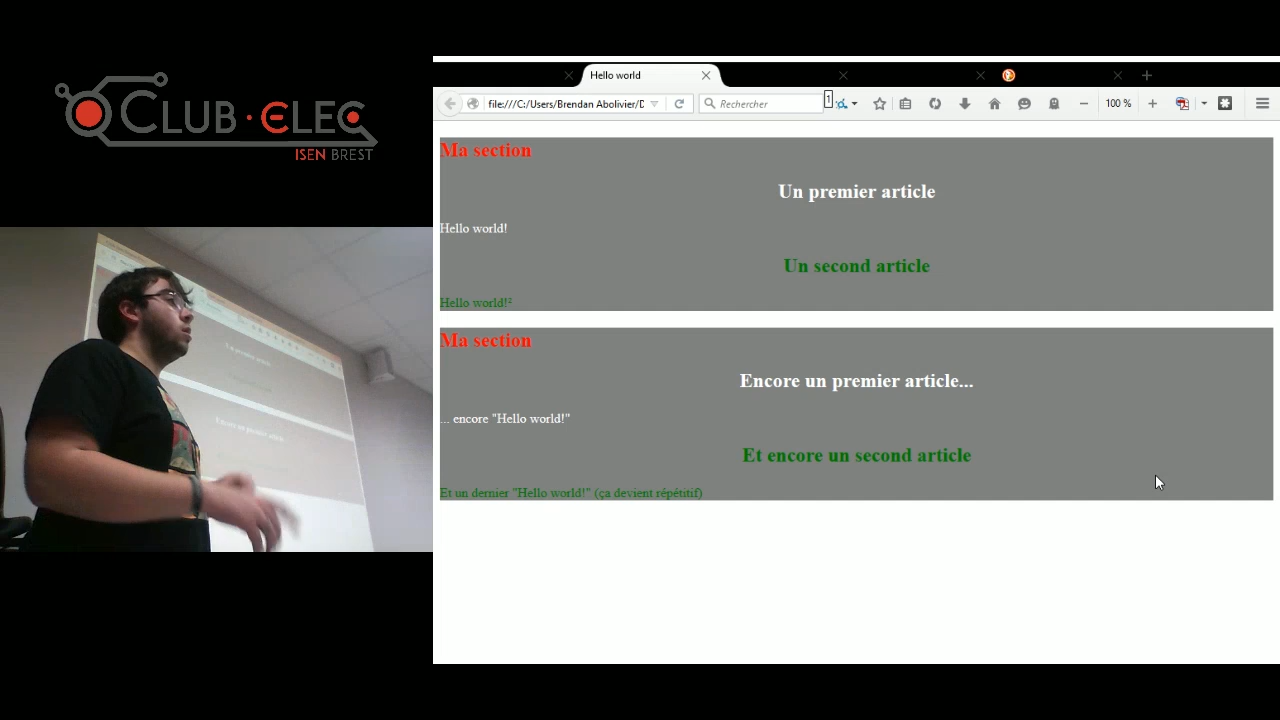 CLUB·ELEC
ISEN BREST
Hello world
file:///C:/Users/Brendan Abolivier/D
Rechercher
1
100 %
Ma section
Un premier article
Hello world!
Un second article
Hello world!²
Ma section
Encore un premier article...
... encore "Hello world!"
Et encore un second article
Et un dernier "Hello world!" (ça devient répétitif)